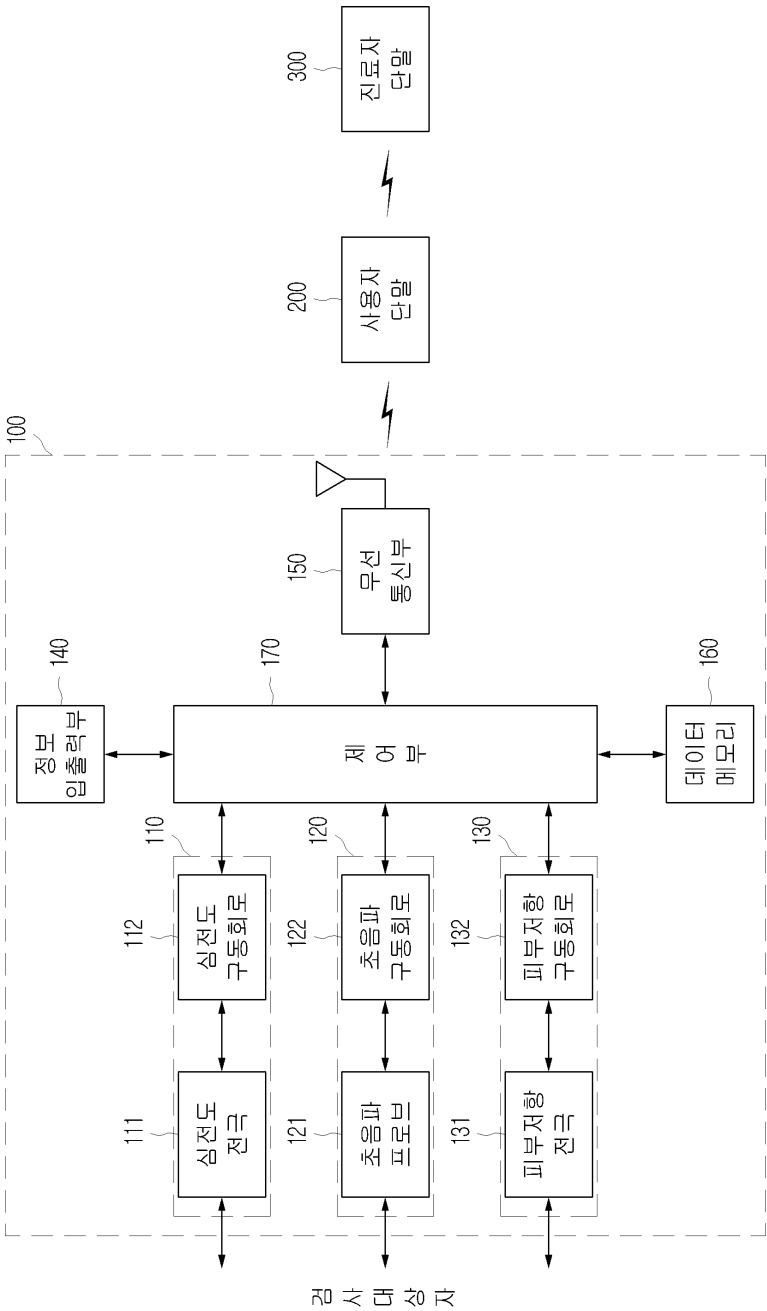 100
140
정보
입출력부
110
112
심전도
구동회로
111
심전도
전극
170
제어부
150
무선
통신부
200
사용자
단말
300
진료자
단말
120
122
초음파
구동회로
121
초음파
프로브
130
132
피부저항
구동회로
131
피부저항
전극
160
데이터
메모리
검사대상자